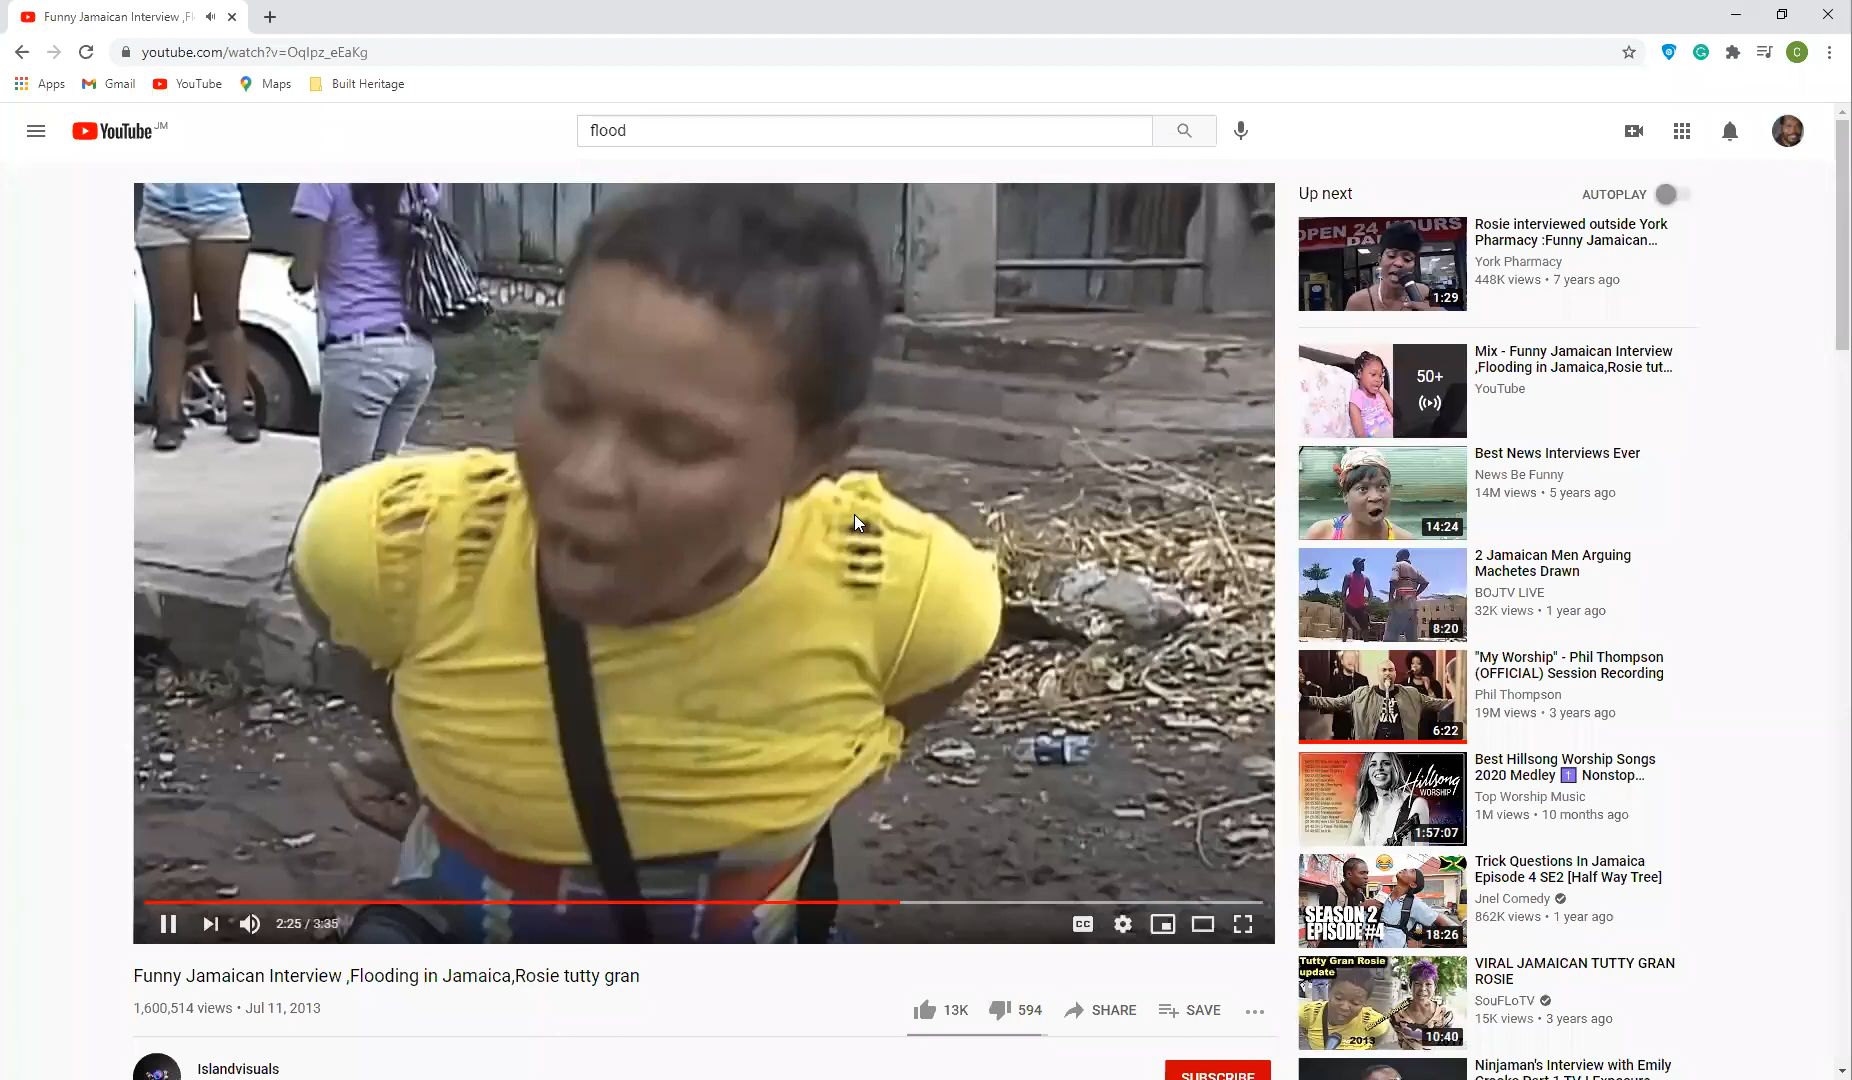 Funny Jamaican Interview ,Fl
youtube.com/watch?v=OqIpz_eEaKg
C
Apps
Gmail
YouTube
Maps
Built Heritage
YouTube JM
flood
Up next
AUTOPLAY
OPEN 24 HOURS
1:29
Rosie interviewed outside York
Pharmacy :Funny Jamaican...
York Pharmacy
448K views • 7 years ago
50+
Mix - Funny Jamaican Interview
,Flooding in Jamaica,Rosie tut...
YouTube
14:24
Best News Interviews Ever
News Be Funny
14M views • 5 years ago
8:20
2 Jamaican Men Arguing
Machetes Drawn
BOJTV LIVE
32K views • 1 year ago
6:22
"My Worship" - Phil Thompson
(OFFICIAL) Session Recording
Phil Thompson
19M views • 3 years ago
Hillsong
WORSHIP
1:57:07
Best Hillsong Worship Songs
2020 Medley ✝ Nonstop...
Top Worship Music
1M views • 10 months ago
SEASON 2
EPISODE #4
18:26
Trick Questions In Jamaica
Episode 4 SE2 [Half Way Tree]
Jnel Comedy
862K views • 1 year ago
Tutty Gran Rosie
update
2013
10:40
VIRAL JAMAICAN TUTTY GRAN
ROSIE
SouFLoTV
15K views • 3 years ago
Ninjaman's Interview with Emily
2:25 / 3:35
CC
Funny Jamaican Interview ,Flooding in Jamaica,Rosie tutty gran
1,600,514 views • Jul 11, 2013
13K
594
SHARE
SAVE
Islandvisuals
SUBSCRIBE